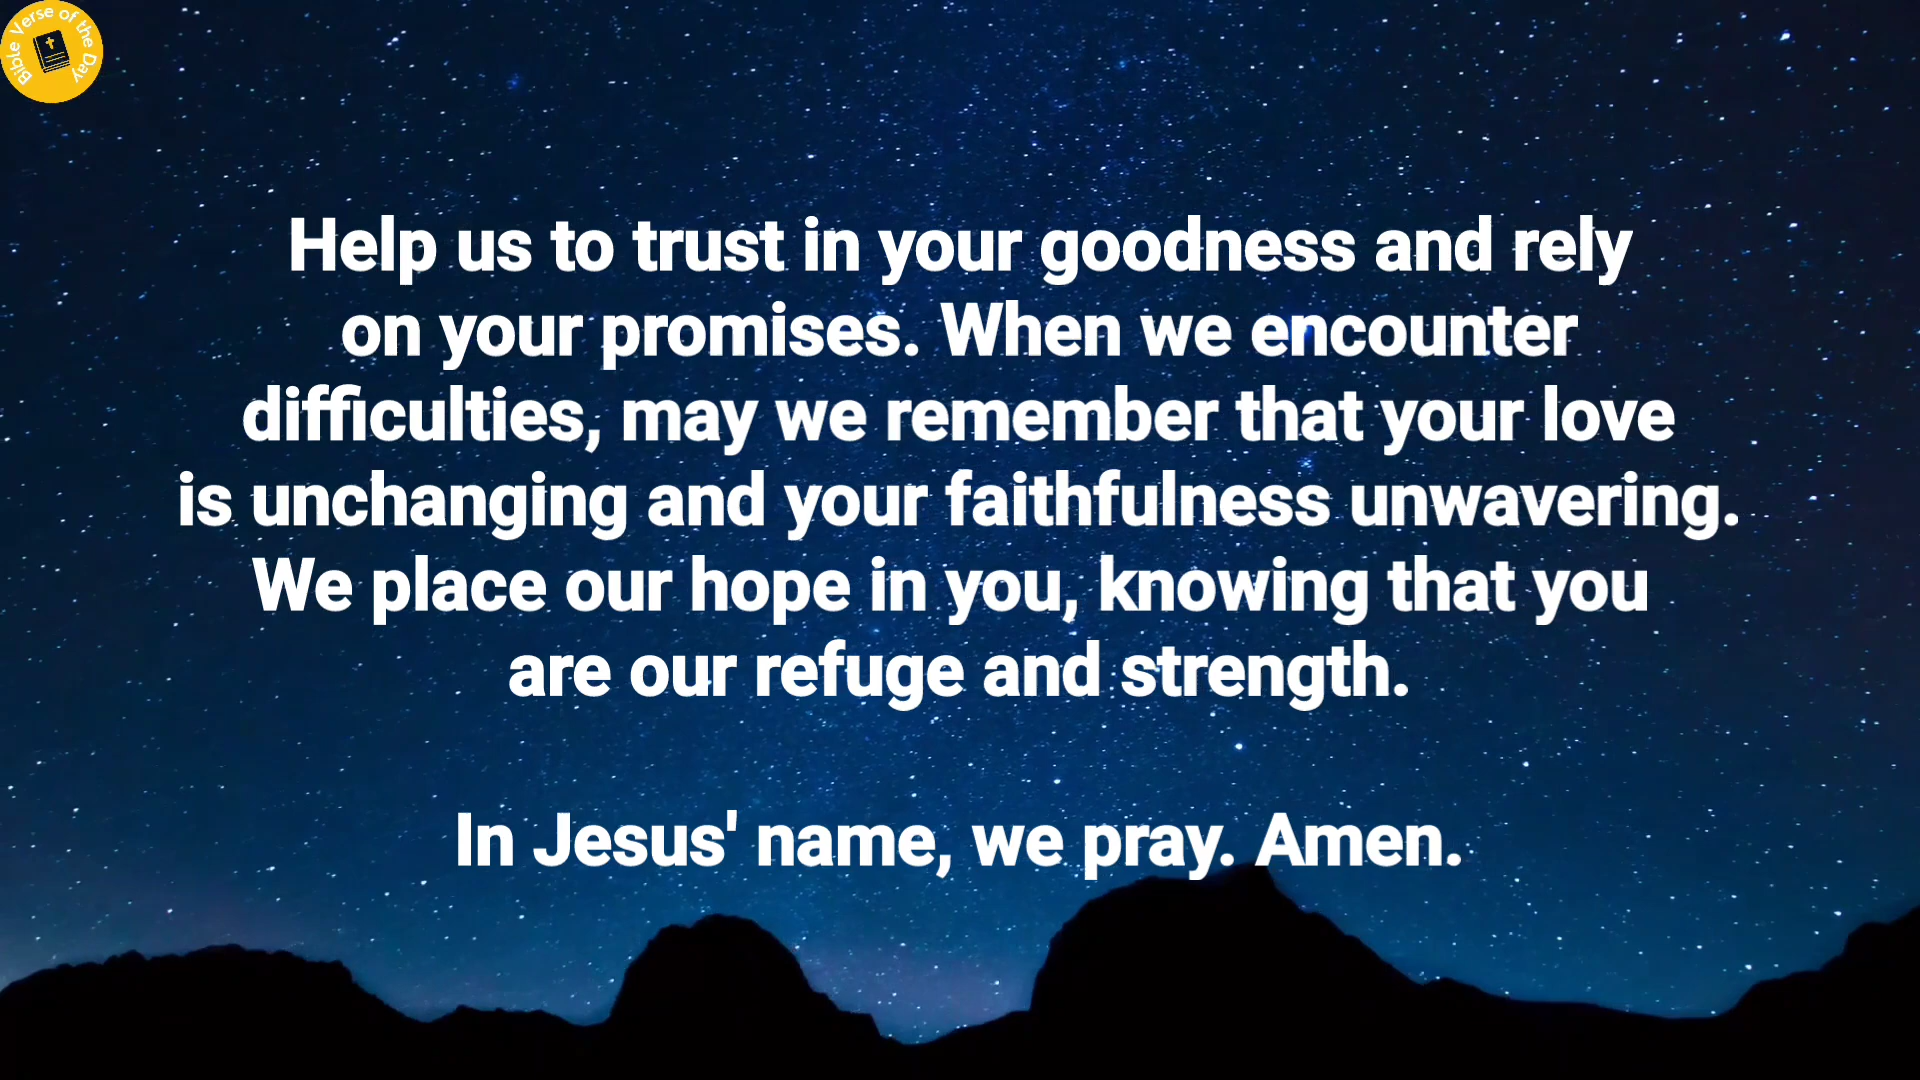 Bible Verse of the Day
Help us to trust in your goodness and rely
on your promises. When we encounter
difficulties, may we remember that your love
is unchanging and your faithfulness unwavering.
We place our hope in you, knowing that you
are our refuge and strength.
In Jesus' name, we pray. Amen.